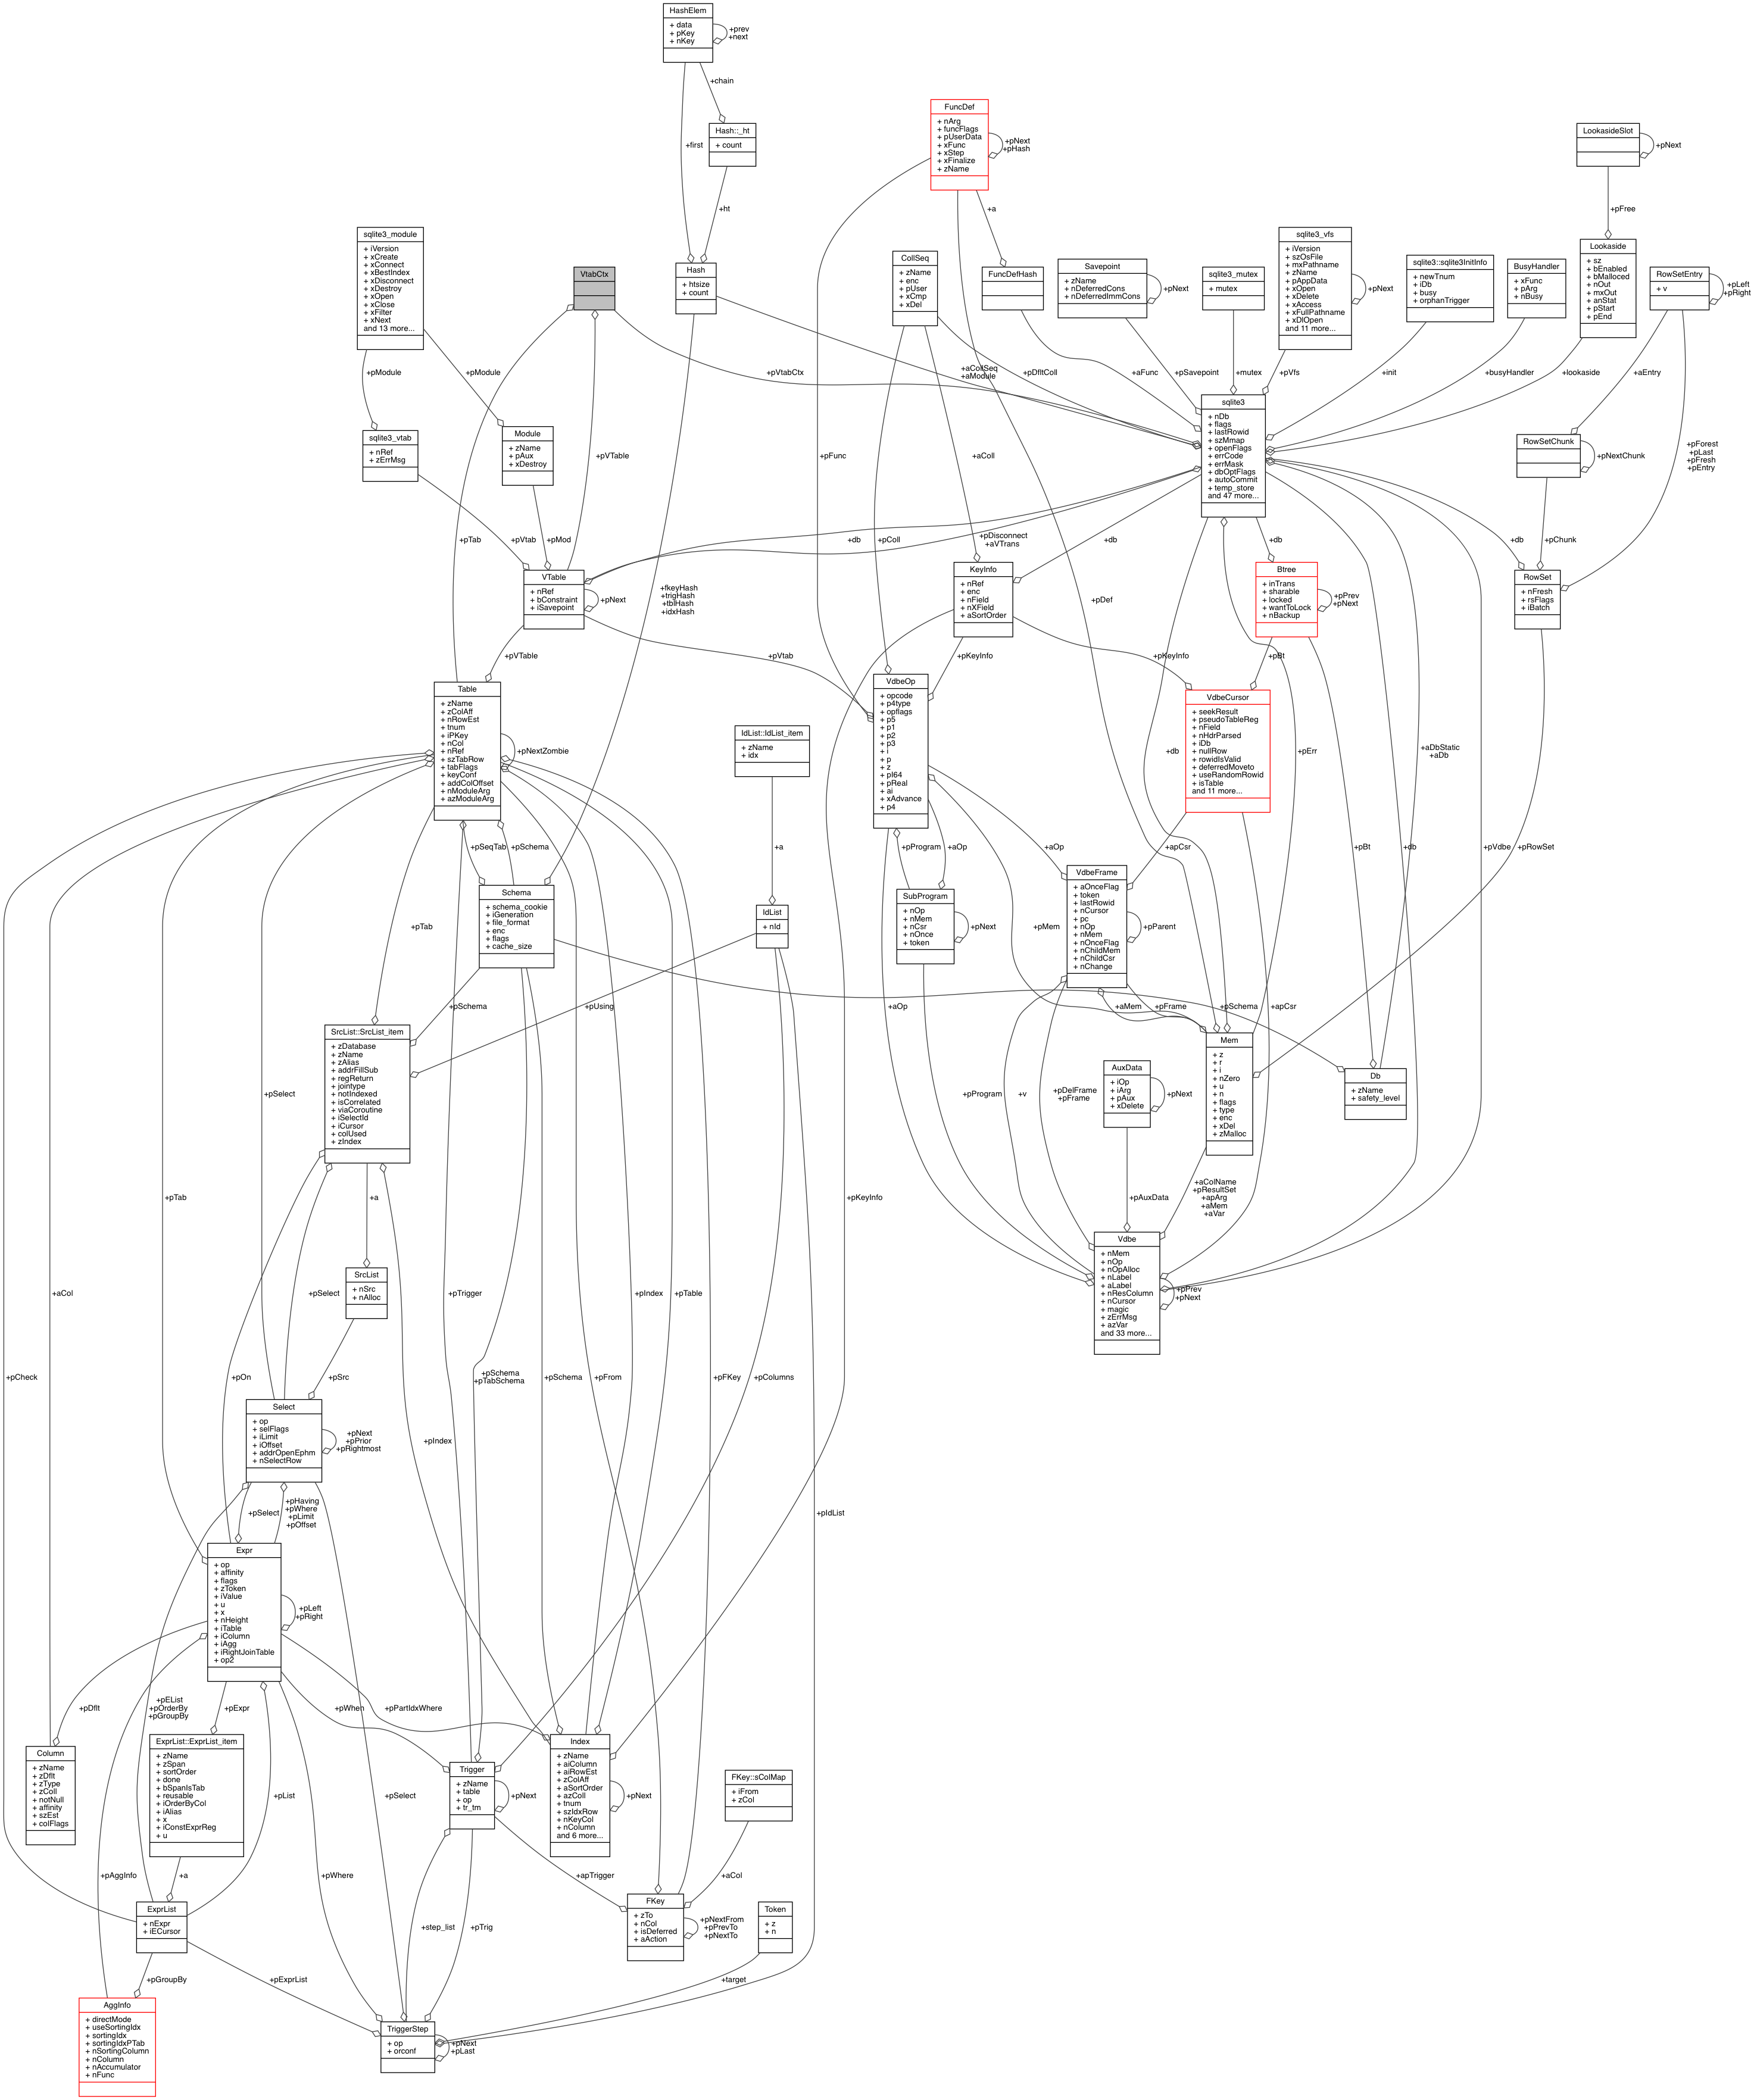 HashElem
+ data
+ pKey
+ nKey
+prev
+next
+chain
Hash::_ht
+ count
+first
+ht
Hash
+ htsize
+ count
FuncDef
+ nArg
+ funcFlags
+ pUserData
+ xFunc
+ xStep
+ xFinalize
+ zName
+pNext
+pHash
+a
LookasideSlot
+pNext
+pFree
sqlite3_module
+ iVersion
+ xCreate
+ xConnect
+ xBestIndex
+ xDisconnect
+ xDestroy
+ xOpen
+ xClose
+ xFilter
+ xNext
and 13 more...
VtabCtx
CollSeq
+ zName
+ enc
+ pUser
+ xCmp
+ xDel
FuncDefHash
Savepoint
+ zName
+ nDeferredCons
+ nDeferredImmCons
+pNext
sqlite3_mutex
+ mutex
sqlite3_vfs
+ iVersion
+ szOsFile
+ mxPathname
+ zName
+ pAppData
+ xOpen
+ xDelete
+ xAccess
+ xFullPathname
+ xDlOpen
and 11 more...
+pNext
sqlite3::sqlite3InitInfo
+ newTnum
+ iDb
+ busy
+ orphanTrigger
BusyHandler
+ xFunc
+ pArg
+ nBusy
Lookaside
+ sz
+ bEnabled
+ bMalloced
+ nOut
+ mxOut
+ anStat
+ pStart
+ pEnd
RowSetEntry
+ v
+pLeft
+pRight
+pModule
+pModule
+pVtabCtx
+aCollSeq
+aModule
+pDfltColl
+aFunc
+pSavepoint
+mutex
+pVfs
+init
+busyHandler
+lookaside
+aEntry
sqlite3_vtab
+ nRef
+ zErrMsg
Module
+ zName
+ pAux
+ xDestroy
+pVTable
+pFunc
+aColl
sqlite3
+ nDb
+ flags
+ lastRowid
+ szMmap
+ openFlags
+ errCode
+ errMask
+ dbOptFlags
+ autoCommit
+ temp_store
and 47 more...
RowSetChunk
+pNextChunk
+pForest
+pLast
+pFresh
+pEntry
+pTab
+pVtab
+pMod
+db
+pColl
+pDisconnect
+aVTrans
+db
+db
+db
+pChunk
VTable
+ nRef
+ bConstraint
+ iSavepoint
+pNext
+fkeyHash
+trigHash
+tblHash
+idxHash
KeyInfo
+ nRef
+ enc
+ nField
+ nXField
+ aSortOrder
+pDef
Btree
+ inTrans
+ sharable
+ locked
+ wantToLock
+ nBackup
+pPrev
+pNext
RowSet
+ nFresh
+ rsFlags
+ iBatch
+pVTable
+pVtab
+pKeyInfo
+pKeyInfo
+pBt
Table
+ zName
+ zColAff
+ nRowEst
+ tnum
+ iPKey
+ nCol
+ nRef
+ szTabRow
+ tabFlags
+ keyConf
+ addColOffset
+ nModuleArg
+ azModuleArg
+pNextZombie
IdList::IdList_item
+ zName
+ idx
VdbeOp
+ opcode
+ p4type
+ opflags
+ p5
+ p1
+ p2
+ p3
+ i
+ p
+ z
+ pI64
+ pReal
+ ai
+ xAdvance
+ p4
+db
VdbeCursor
+ seekResult
+ pseudoTableReg
+ nField
+ nHdrParsed
+ iDb
+ nullRow
+ rowidIsValid
+ deferredMoveto
+ useRandomRowid
+ isTable
and 11 more...
+pErr
+aDbStatic
+aDb
+pSeqTab
+pSchema
+a
+pProgram
+aOp
+aOp
+apCsr
+pBt
+db
+pVdbe
+pRowSet
Schema
+ schema_cookie
+ iGeneration
+ file_format
+ enc
+ flags
+ cache_size
+pTab
IdList
+ nId
SubProgram
+ nOp
+ nMem
+ nCsr
+ nOnce
+ token
+pNext
+pMem
VdbeFrame
+ aOnceFlag
+ token
+ lastRowid
+ nCursor
+ pc
+ nOp
+ nMem
+ nOnceFlag
+ nChildMem
+ nChildCsr
+ nChange
+pParent
+pSchema
+pUsing
+aOp
+aMem
+pFrame
+pSchema
+apCsr
SrcList::SrcList_item
+ zDatabase
+ zName
+ zAlias
+ addrFillSub
+ regReturn
+ jointype
+ notIndexed
+ isCorrelated
+ viaCoroutine
+ iSelectId
+ iCursor
+ colUsed
+ zIndex
+pSelect
+pProgram
+v
+pDelFrame
+pFrame
AuxData
+ iOp
+ iArg
+ pAux
+ xDelete
+pNext
Mem
+ z
+ r
+ i
+ nZero
+ u
+ n
+ flags
+ type
+ enc
+ xDel
+ zMalloc
Db
+ zName
+ safety_level
+pTab
+a
+pKeyInfo
+pAuxData
+aColName
+pResultSet
+apArg
+aMem
+aVar
Vdbe
+ nMem
+ nOp
+ nOpAlloc
+ nLabel
+ aLabel
+ nResColumn
+ nCursor
+ magic
+ zErrMsg
+ azVar
and 33 more...
+pPrev
+pNext
SrcList
+ nSrc
+ nAlloc
+aCol
+pSelect
+pTrigger
+pIndex
+pTable
+pCheck
+pOn
+pSrc
+pSchema
+pTabSchema
+pSchema
+pFrom
+pFKey
+pColumns
Select
+ op
+ selFlags
+ iLimit
+ iOffset
+ addrOpenEphm
+ nSelectRow
+pNext
+pPrior
+pRightmost
+pIndex
+pSelect
+pHaving
+pWhere
+pLimit
+pOffset
+pIdList
Expr
+ op
+ affinity
+ flags
+ zToken
+ iValue
+ u
+ x
+ nHeight
+ iTable
+ iColumn
+ iAgg
+ iRightJoinTable
+ op2
+pLeft
+pRight
+pDflt
+pEList
+pOrderBy
+pGroupBy
+pExpr
+pWhen
+pPartIdxWhere
Column
+ zName
+ zDflt
+ zType
+ zColl
+ notNull
+ affinity
+ szEst
+ colFlags
ExprList::ExprList_item
+ zName
+ zSpan
+ sortOrder
+ done
+ bSpanIsTab
+ reusable
+ iOrderByCol
+ iAlias
+ x
+ iConstExprReg
+ u
+pList
+pSelect
Trigger
+ zName
+ table
+ op
+ tr_tm
+pNext
Index
+ zName
+ aiColumn
+ aiRowEst
+ zColAff
+ aSortOrder
+ azColl
+ tnum
+ szIdxRow
+ nKeyCol
+ nColumn
and 6 more...
+pNext
FKey::sColMap
+ iFrom
+ zCol
+pAggInfo
+a
+pWhere
+apTrigger
+aCol
ExprList
+ nExpr
+ iECursor
+step_list
+pTrig
FKey
+ zTo
+ nCol
+ isDeferred
+ aAction
+pNextFrom
+pPrevTo
+pNextTo
Token
+ z
+ n
+pGroupBy
+pExprList
+target
AggInfo
+ directMode
+ useSortingIdx
+ sortingIdx
+ sortingIdxPTab
+ nSortingColumn
+ nColumn
+ nAccumulator
+ nFunc
TriggerStep
+ op
+ orconf
+pNext
+pLast